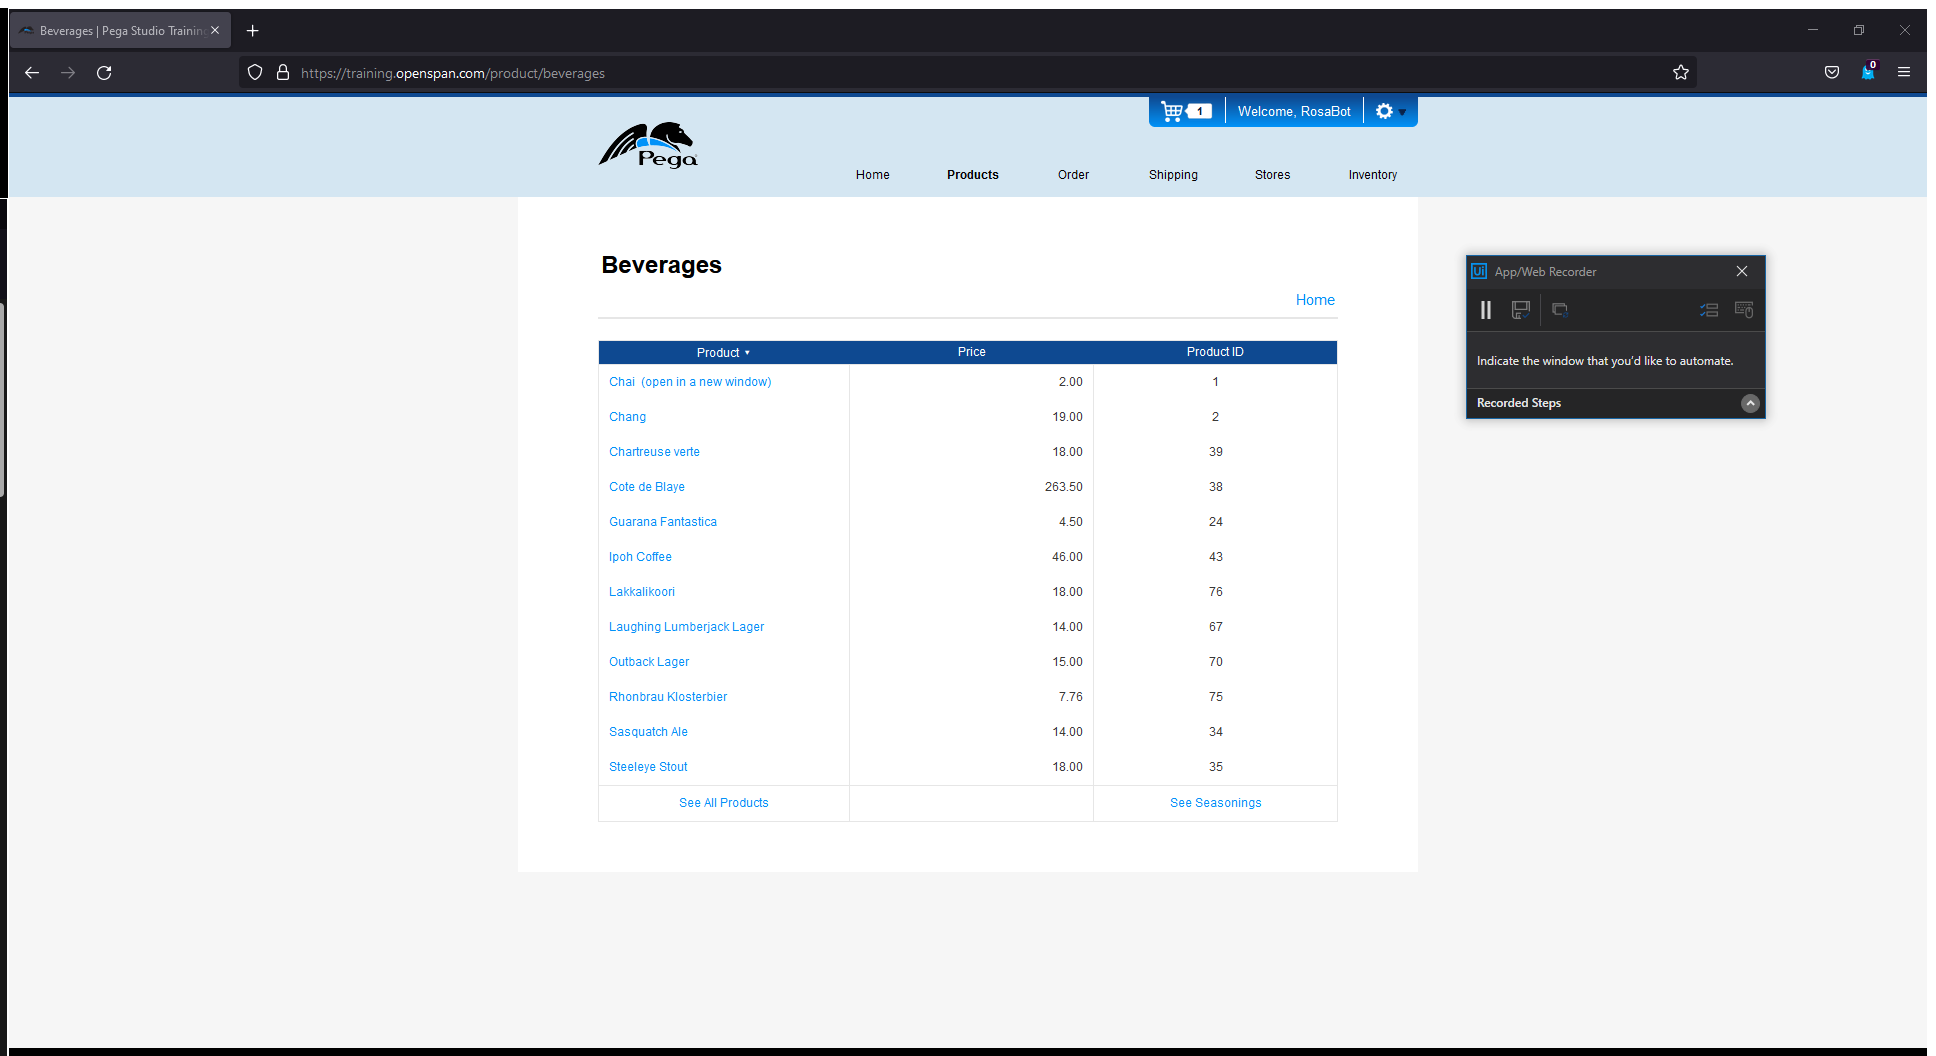 Beverages | Pega Studio Training
https://training.openspan.com/product/beverages
0
1
Welcome, RosaBot
Pega
Home Products Order Shipping Stores Inventory
Beverages
Home
Product Price Product ID
Chai (open in a new window) 2.00 1
Chang 19.00 2
Chartreuse verte 18.00 39
Cote de Blaye 263.50 38
Guarana Fantastica 4.50 24
Ipoh Coffee 46.00 43
Lakkalikoori 18.00 76
Laughing Lumberjack Lager 14.00 67
Outback Lager 15.00 70
Rhonbrau Klosterbier 7.76 75
Sasquatch Ale 14.00 34
Steeleye Stout 18.00 35
See All Products See Seasonings
Ui App/Web Recorder
Indicate the window that you'd like to automate.
Recorded Steps